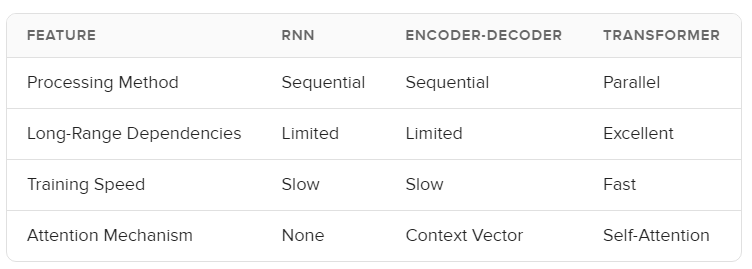 FEATURE RNN ENCODER-DECODER TRANSFORMER
Processing Method Sequential Sequential Parallel
Long-Range Dependencies Limited Limited Excellent
Training Speed Slow Slow Fast
Attention Mechanism None Context Vector Self-Attention